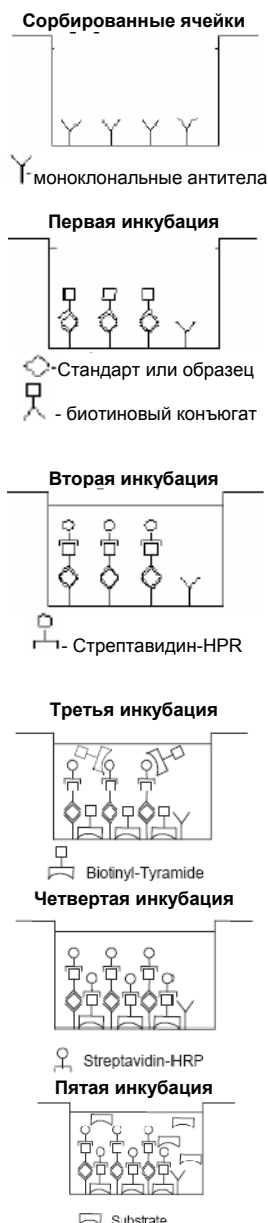 Сорбированные ячейки
моноклональные антитела
Первая инкубация
-Стандарт или образец
- биотиновый конъюгат
Вторая инкубация
- Стрептавидин-HPR
Третья инкубация
Biotinyl-Tyramide
Четвертая инкубация
Streptavidin-HRP
Пятая инкубация
Substrate